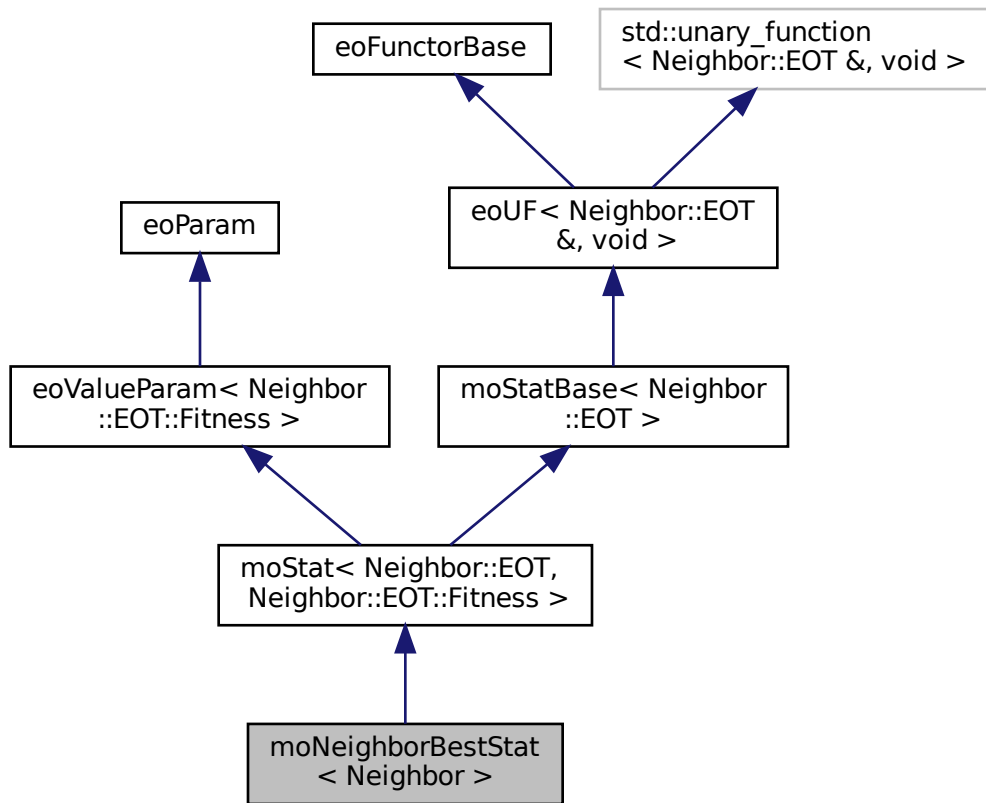 eoFunctorBase
std::unary_function
< Neighbor::EOT &, void >
eoParam
eoUF< Neighbor::EOT
&, void >
eoValueParam< Neighbor
::EOT::Fitness >
moStatBase< Neighbor
::EOT >
moStat< Neighbor::EOT,
Neighbor::EOT::Fitness >
moNeighborBestStat
< Neighbor >